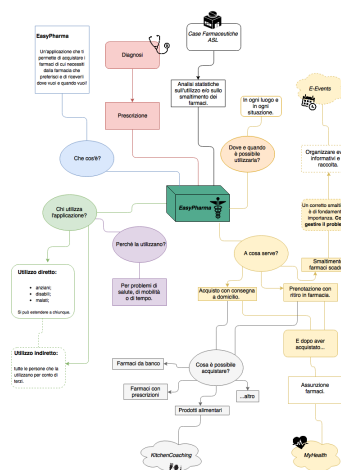 EasyPharma
Un'applicazione che ti
permette di acquistare i
farmaci di cui necessiti
dalla farmacia che
preferisci e di riceverli
dove vuoi e quando vuoi!
Diagnosi
Case Farmaceutiche
ASL
E-Events
Prescrizione
Analisi statistiche
sull'utilizzo e/o sullo
smaltimento dei
farmaci.
In ogni luogo e
in ogni
situazione.
Che cos'è?
Dove e quando
è possibile
utilizzarla?
Organizzare ev
informativi e
raccolta.
Chi utilizza
l'applicazione?
EasyPharma
Un corretto smalti
è di fondament
importanza.
gestire il proble
Perché la utilizzano?
A cosa serve?
Smaltiment
farmaci scadu
Utilizzo diretto:
anziani;
disabili;
malati;
Si può estendere a chiunque.
Per problemi di
salute, di mobilità
o di tempo.
Acquisto con consegna
a domicilio.
Prenotazione con
ritiro in farmacia.
Utilizzo indiretto:
tutte le persone che la
utilizzano per conto di
terzi.
E dopo aver
acquistato...
Farmaci da banco
Cosa è possibile
acquistare?
Farmaci con
prescrizioni
...altro
Assunzione
farmaci.
Prodotti alimentari
KitchenCoaching
MyHealth